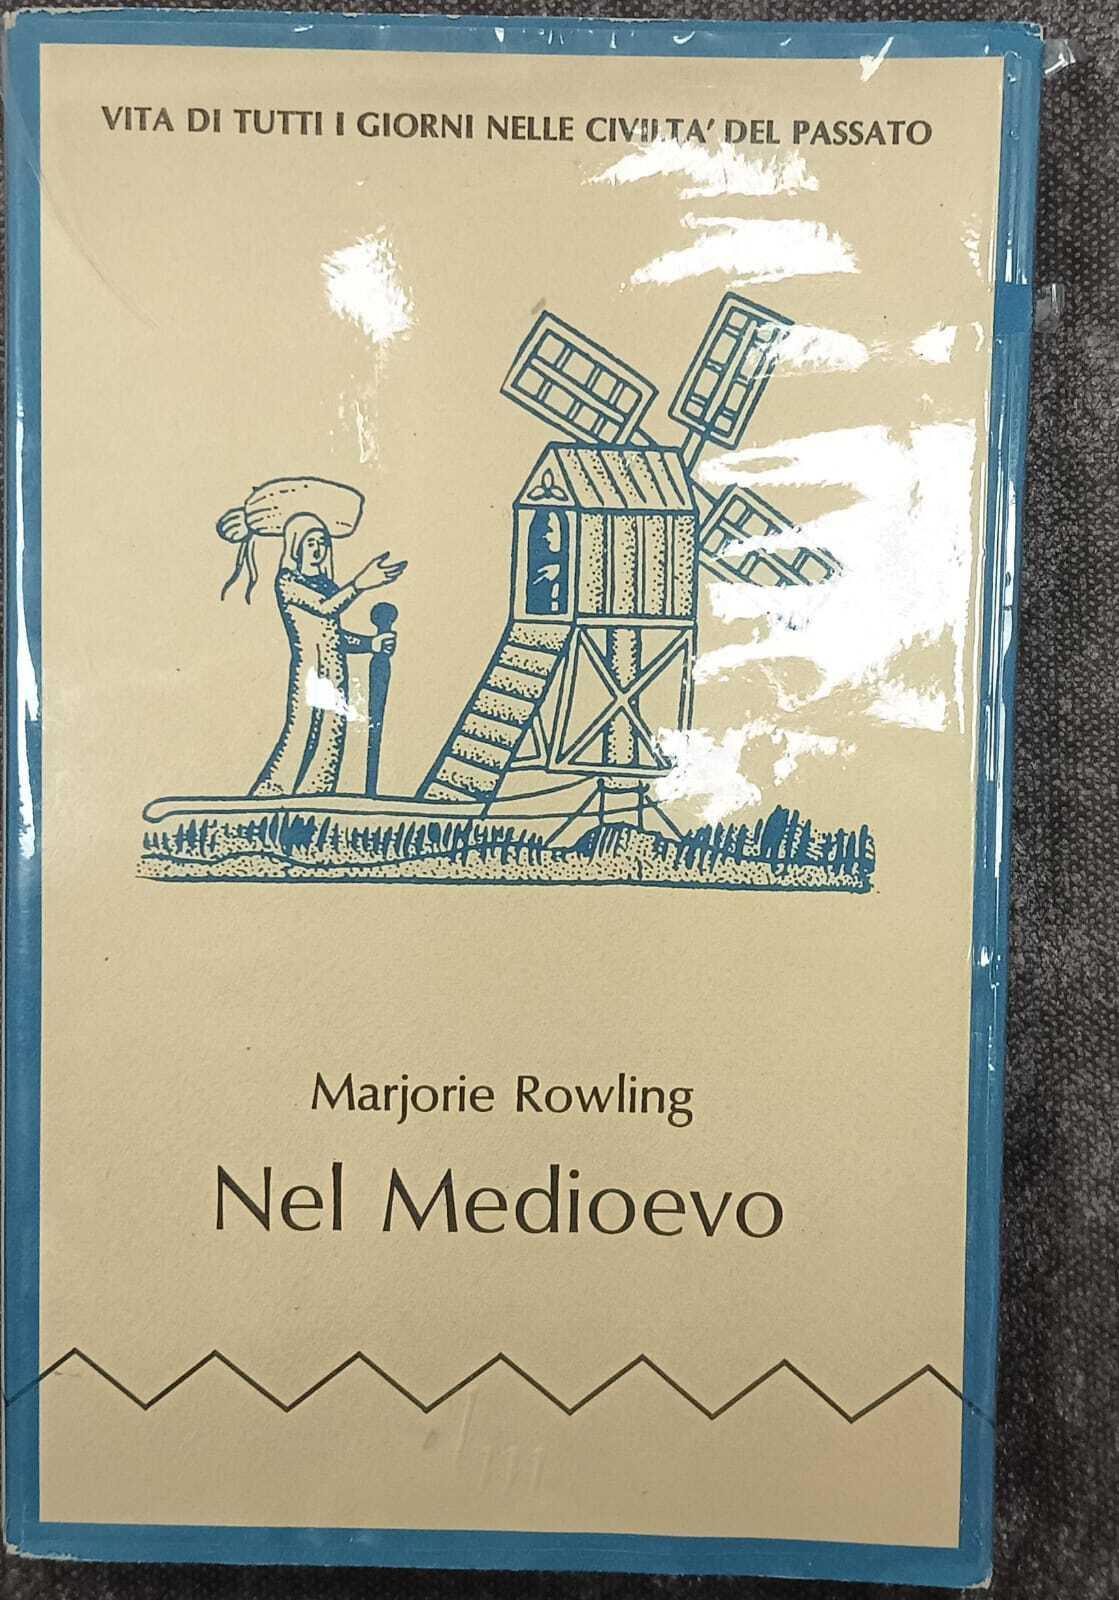 VITA DI TUTTI I GIORNI NELLE CIVILTA' DEL PASSATO
Marjorie Rowling
Nel Medioevo